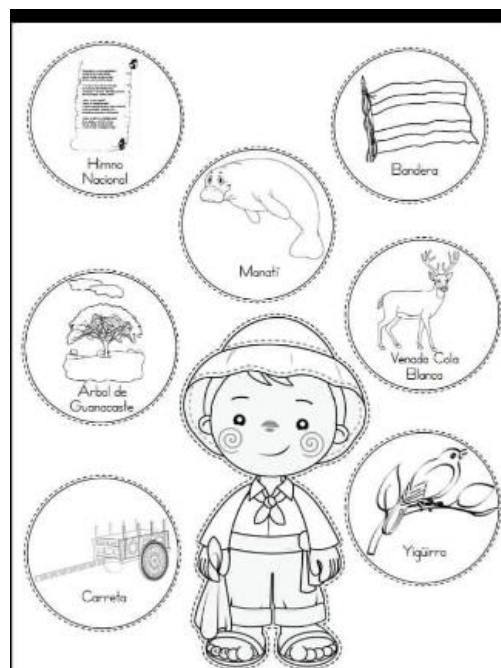 Himno
Nacional
Bandera
Manatí
Árbol de
Guanacaste
Venado Cola
Blanca
Carreta
Yigüirro